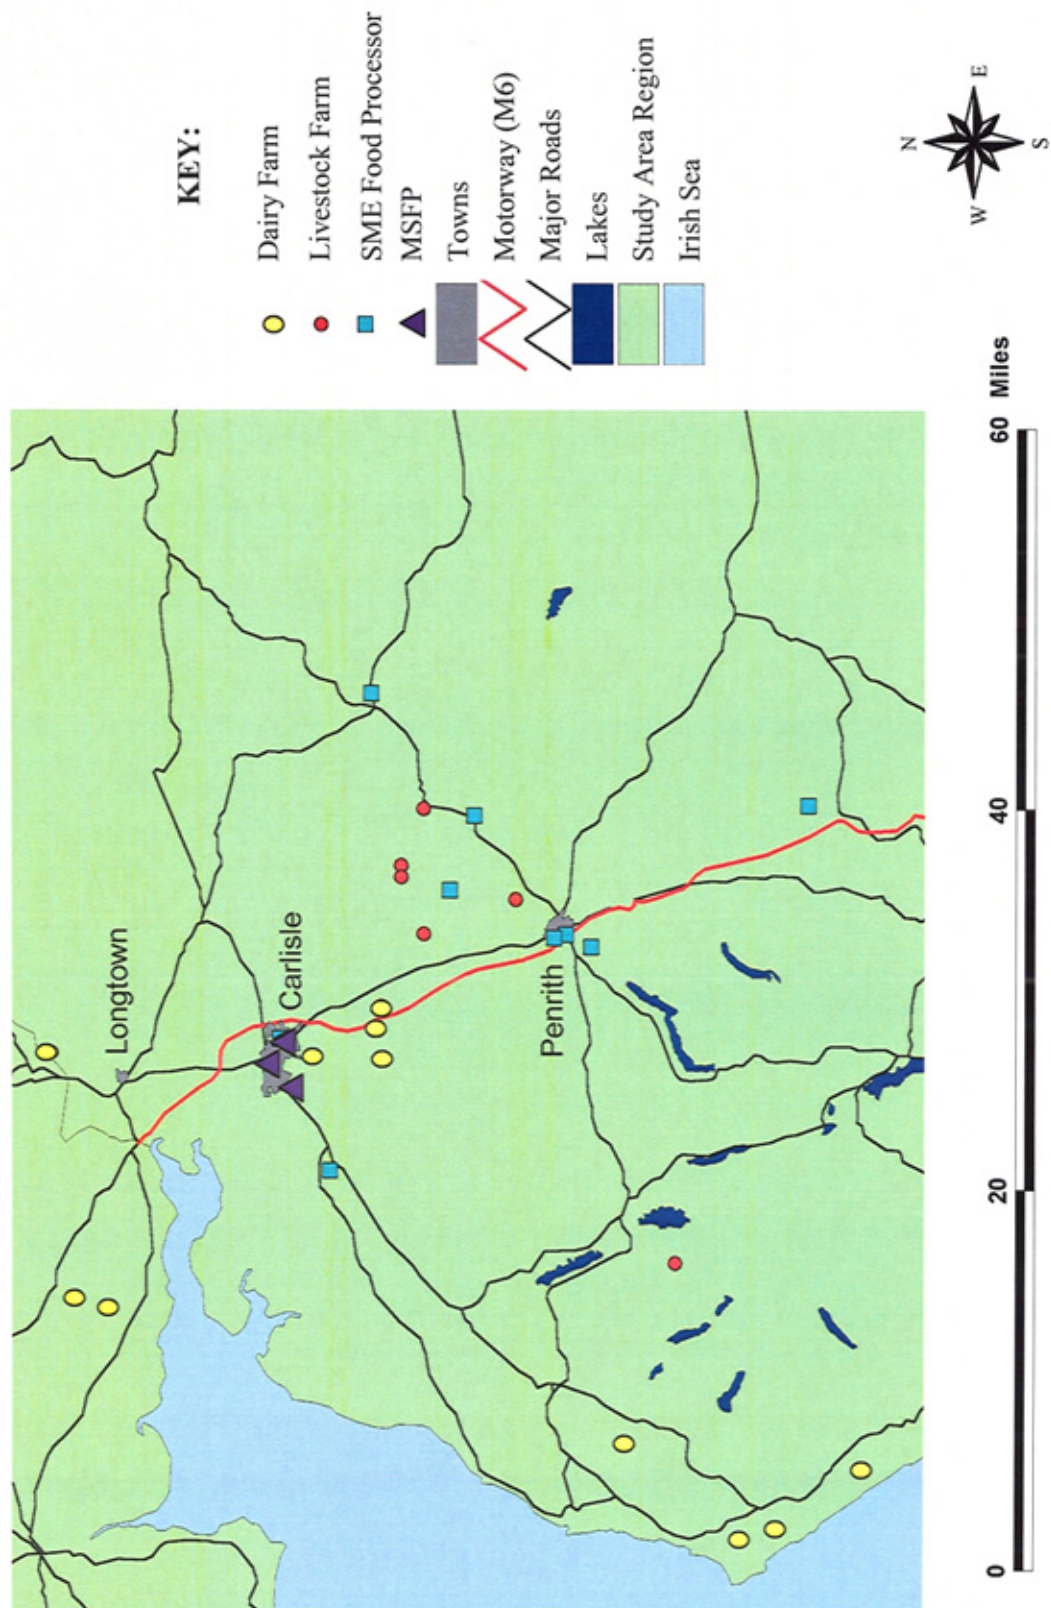 Longtown
Carlisle
Penrith
KEY:
Dairy Farm
Livestock Farm
SME Food Processor
MSFP
Towns
Motorway (M6)
Major Roads
Lakes
Study Area Region
Irish Sea
N
W
E
S
0
20
40
60 Miles